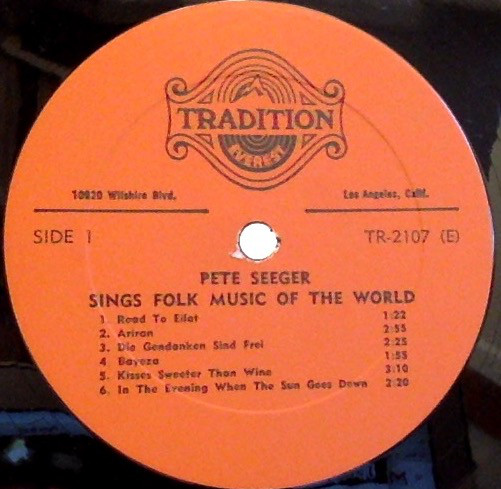 TRADITION
EVEREST
10920 Wilshire Blvd. Los Angeles, Calif.
SIDE 1 TR-2107 (E)
PETE SEEGER
SINGS FOLK MUSIC OF THE WORLD
1. Road To Eilat 1:22
2. Ariran 2:55
3. Die Gendanken Sind Frei 2:25
4 Bayeza 1:55
5. Kisses Sweeter Than Wine 3:10
6. In The Evening When The Sun Goes Down 2:20